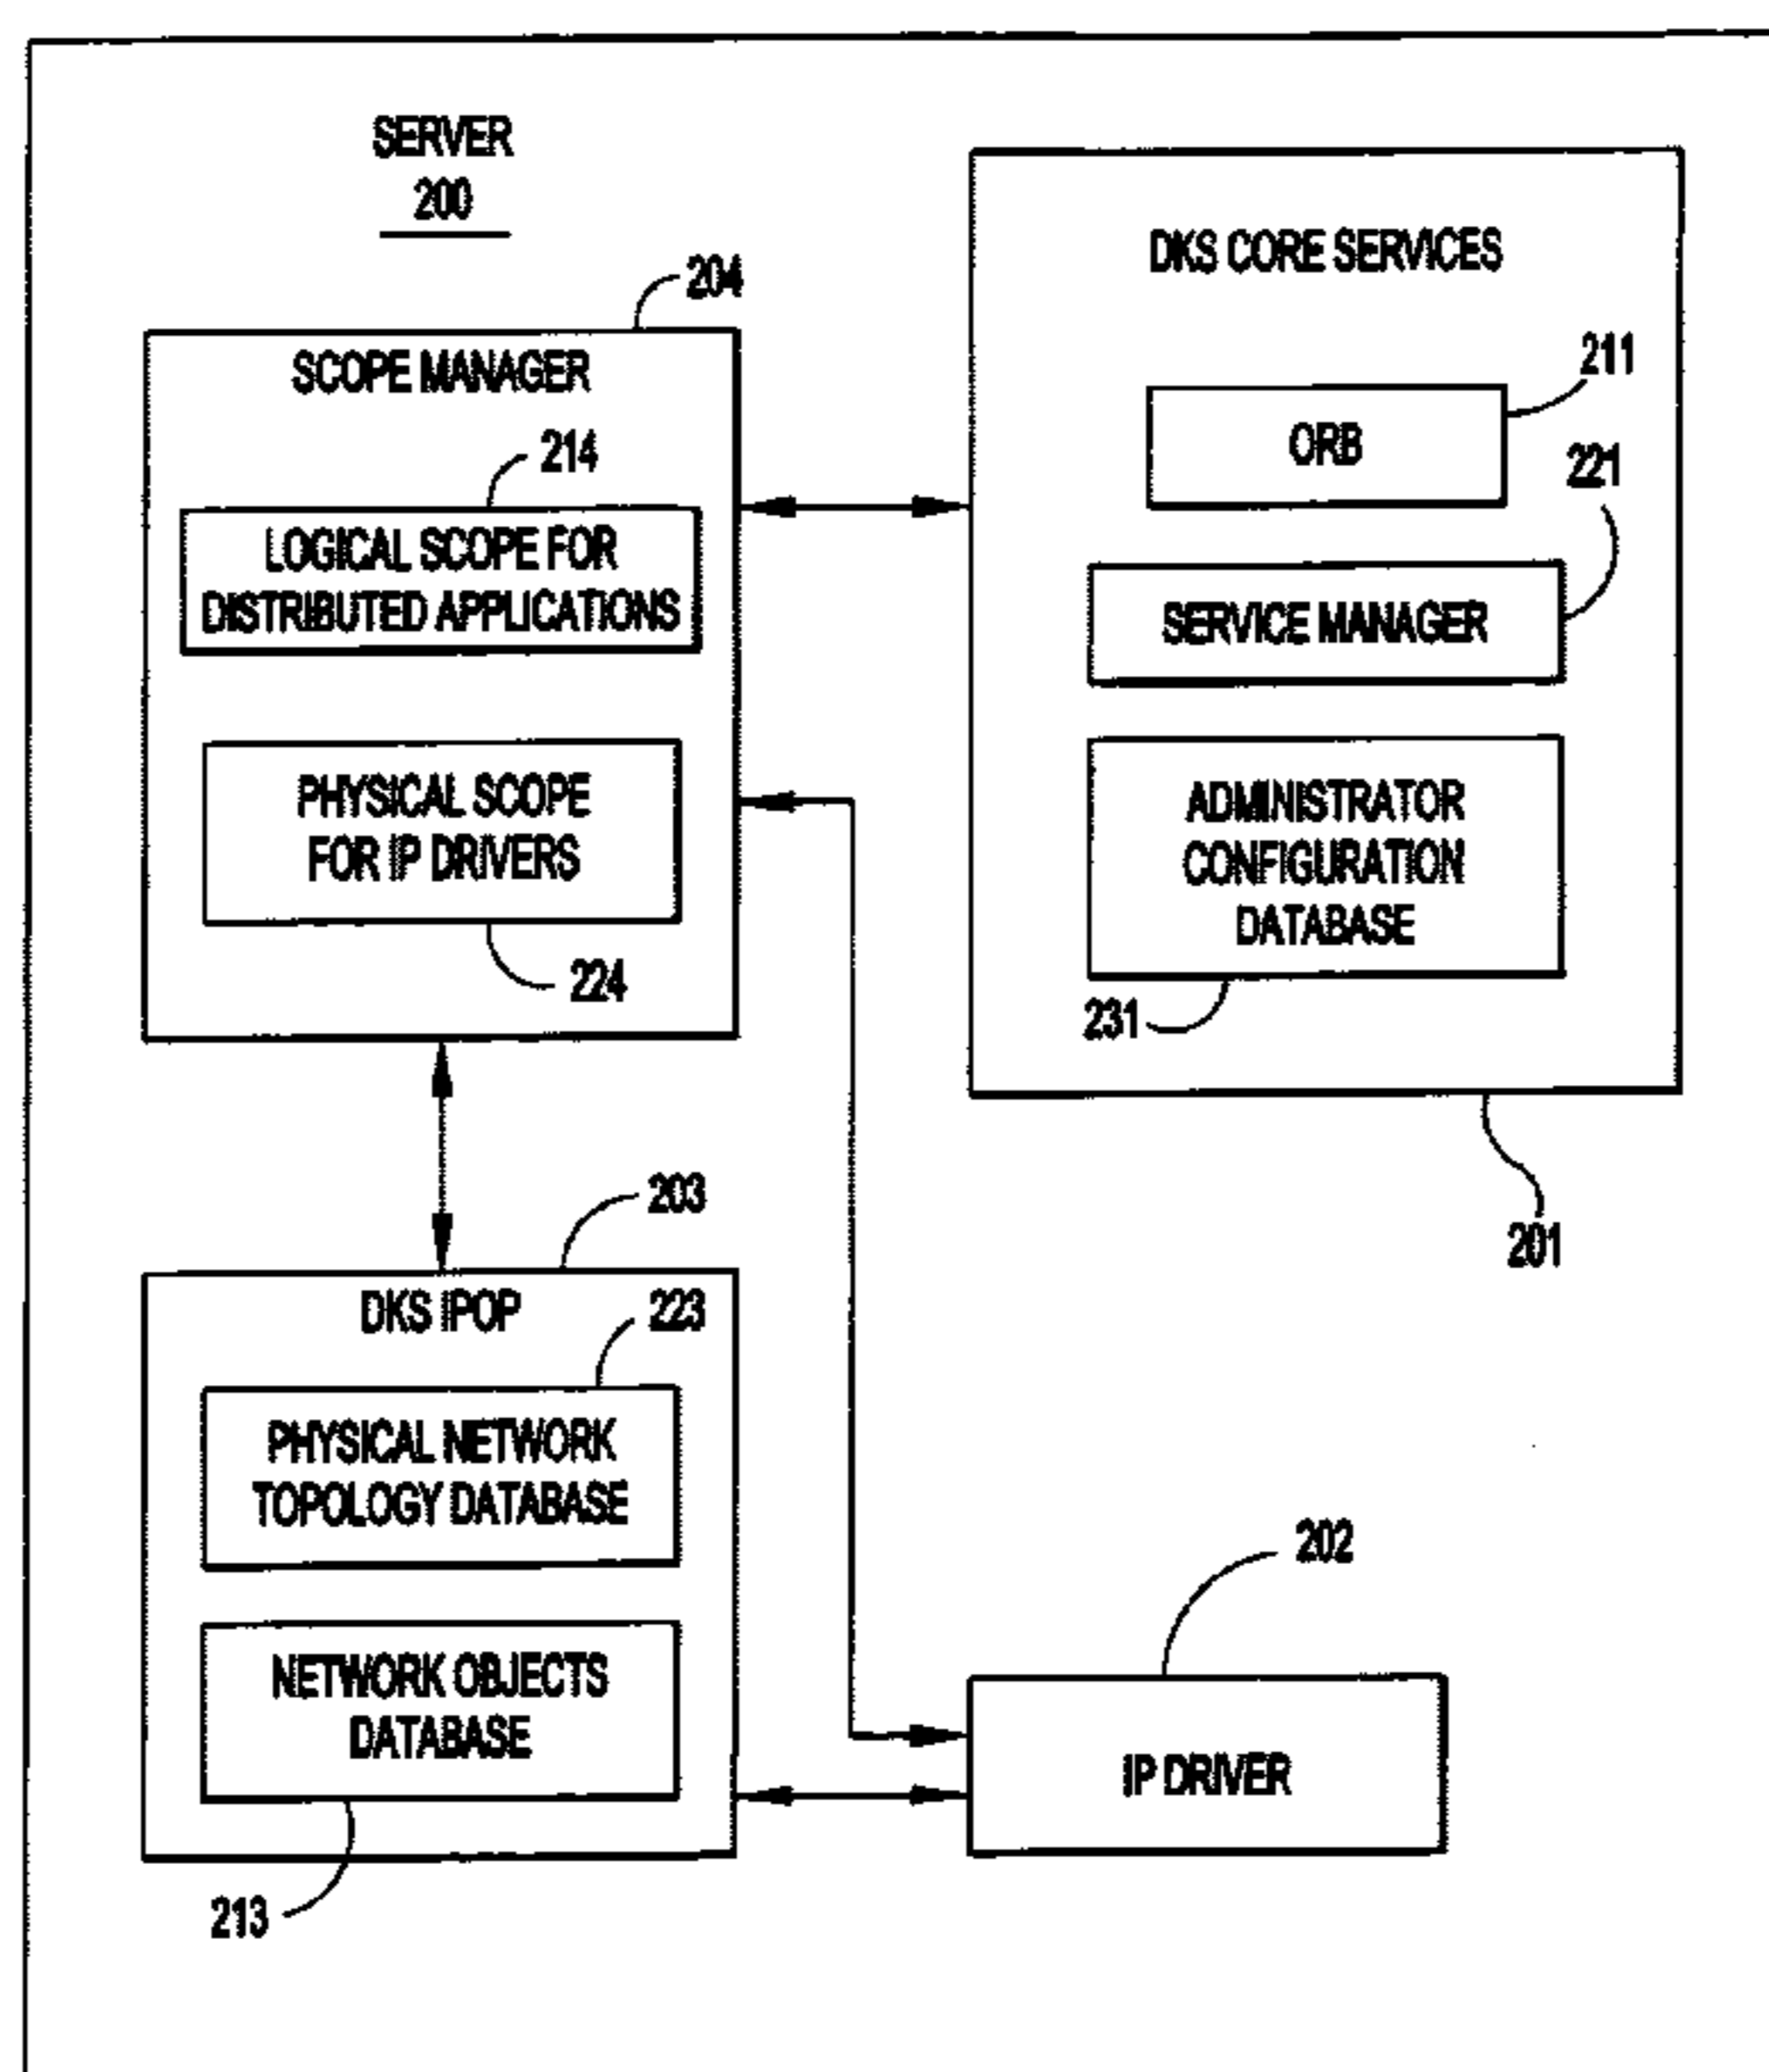 SERVER
200
204
SCOPE MANAGER
214
LOGICAL SCOPE FOR
DISTRIBUTED APPLICATIONS
PHYSICAL SCOPE
FOR IP DRIVERS
224
DKS CORE SERVICES
211
ORB
221
SERVICE MANAGER
ADMINISTRATOR
CONFIGURATION
DATABASE
231
201
203
DKS IPOP
223
PHYSICAL NETWORK
TOPOLOGY DATABASE
NETWORK OBJECTS
DATABASE
213
202
IP DRIVER